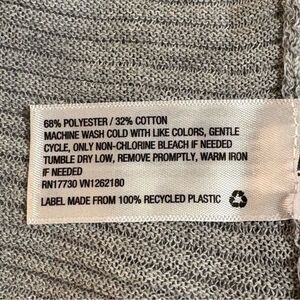 68% POLYESTER / 32% COTTON
MACHINE WASH COLD WITH LIKE COLORS, GENTLE
CYCLE, ONLY NON-CHLORINE BLEACH IF NEEDED
TUMBLE DRY LOW, REMOVE PROMPTLY, WARM IRON
IF NEEDED
RN17730 VN1262180
LABEL MADE FROM 100% RECYCLED PLASTIC